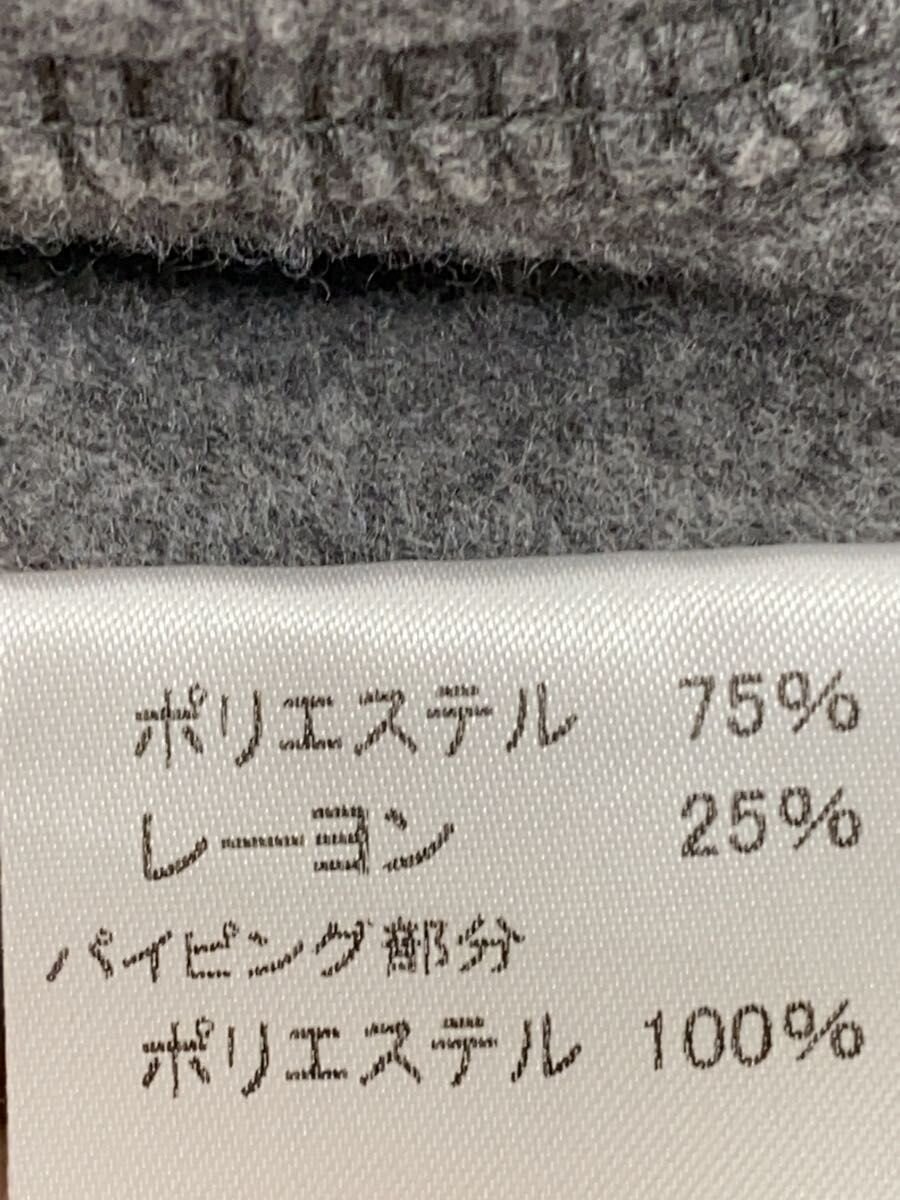 ポリエステル 75%
レーヨン 25%
パイピング部分
ポリエステル 100%